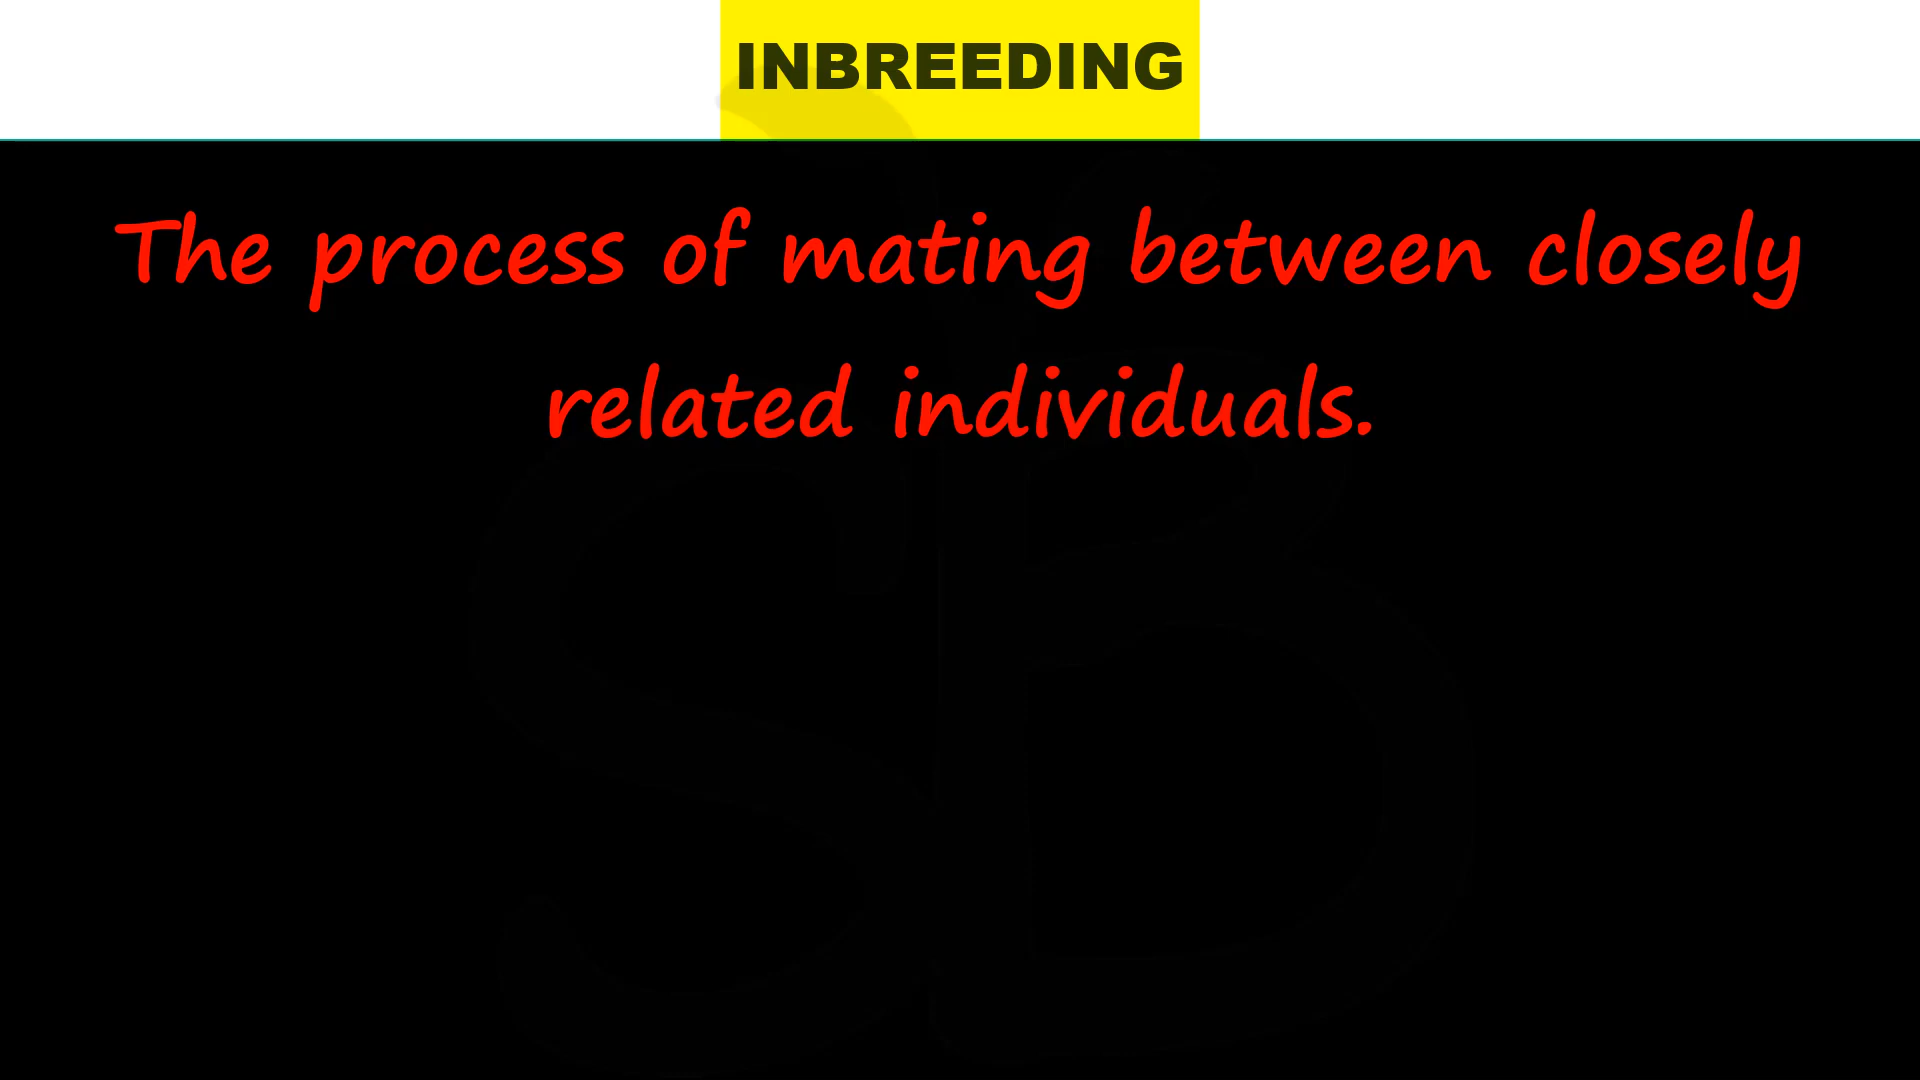 INBREEDING
The process of mating between closely
related individuals.